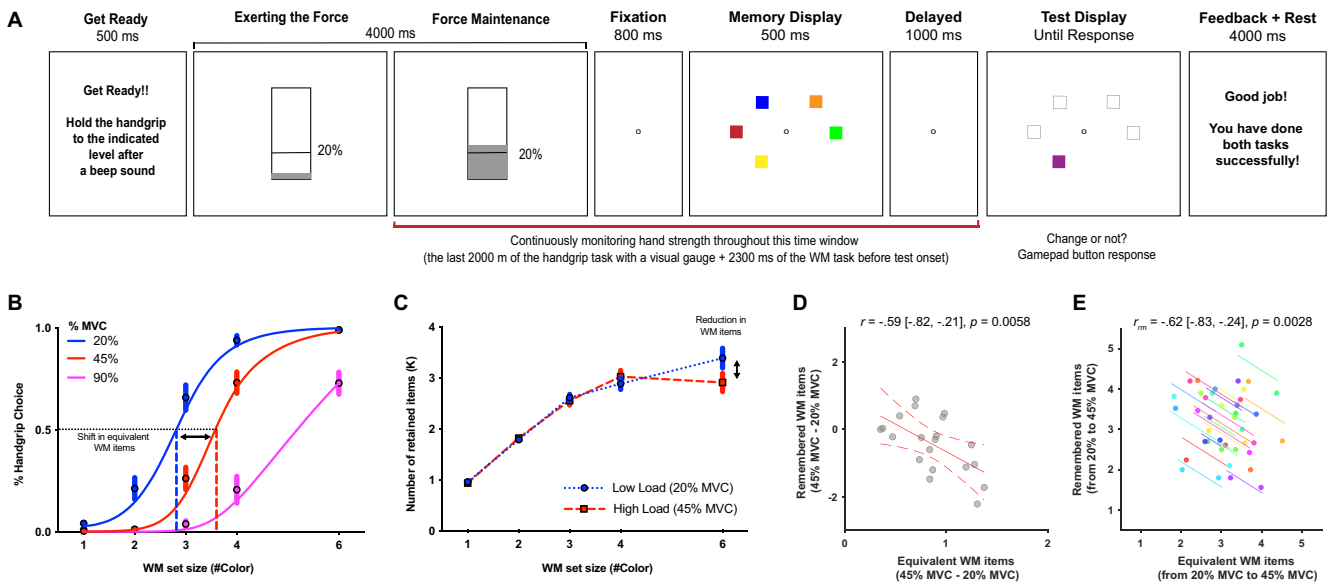 A
Get Ready
500 ms
Exerting the Force
Force Maintenance
4000 ms
Fixation
800 ms
Memory Display
500 ms
Delayed
1000 ms
Test Display
Until Response
Feedback + Rest
4000 ms
Get Ready!!
Hold the handgrip
to the indicated
level after
a beep sound
20%
20%
Good job!
You have done
both tasks
successfully!
Continuously monitoring hand strength throughout this time window
(the last 2000 m of the handgrip task with a visual gauge + 2300 ms of the WM task before test onset)
Change or not?
Gamepad button response
B
% MVC
20%
45%
90%
% Handgrip Choice
1.0
0.5
0.0
Shift in equivalent
WM items
1 2 3 4 6
WM set size (#Color)
C
Number of retained items (K)
4
3
2
1
0
Reduction in
WM items
Low Load (20% MVC)
High Load (45% MVC)
1 2 3 4 6
WM set size (#Color)
D
r = -.59 [-.82, -.21], p = 0.0058
Remembered WM items
(45% MVC - 20% MVC)
2
0
-2
0 1 2
Equivalent WM items
(45% MVC - 20% MVC)
E
rrm = -.62 [-.83, -.24], p = 0.0028
Remembered WM items
(from 20% to 45% MVC)
5
4
3
2
1
1 2 3 4 5
Equivalent WM items
(from 20% MVC to 45% MVC)